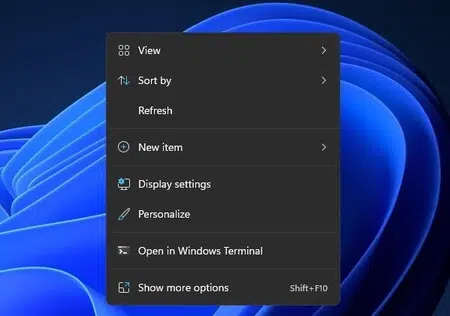 View
Sort by
Refresh
New item
Display settings
Personalize
Open in Windows Terminal
Show more options Shift+F10